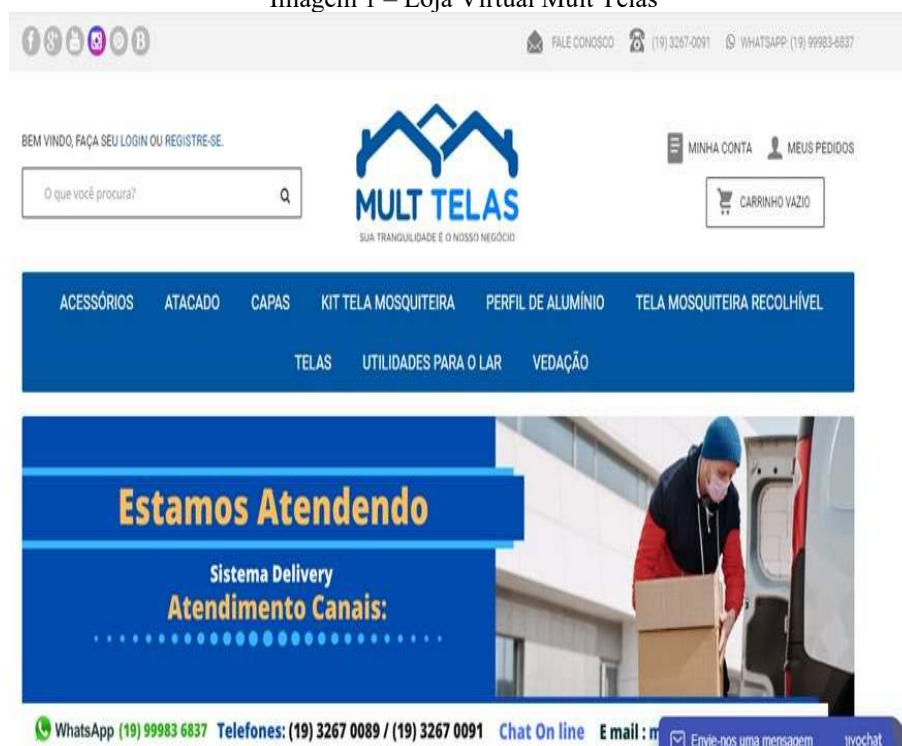 Imagem 1 – Loja Virtual Mult Telas
FALE CONOSCO (19) 3267-0091 WHATSAPP: (19) 99983-6837
BEM VINDO, FAÇA SEU LOGIN OU REGISTRE-SE.
MINHA CONTA MEUS PEDIDOS
O que você procura?
CARRINHO VAZIO
MULT TELAS
SUA TRANQUILIDADE É O NOSSO NEGÓCIO
ACESSÓRIOS ATACADO CAPAS KIT TELA MOSQUITEIRA PERFIL DE ALUMÍNIO TELA MOSQUITEIRA RECOLHÍVEL
TELAS UTILIDADES PARA O LAR VEDAÇÃO
Estamos Atendendo
Sistema Delivery
Atendimento Canais:
WhatsApp (19) 99983 6837 Telefones: (19) 3267 0089 / (19) 3267 0091 Chat On line E mail : m
Envie-nos uma mensagem